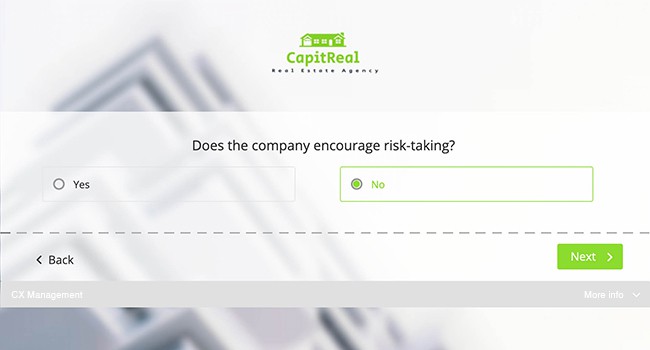 CapitReal
Real Estate Agency
Does the company encourage risk-taking?
Yes
No
Back
Next
CX Management
More info